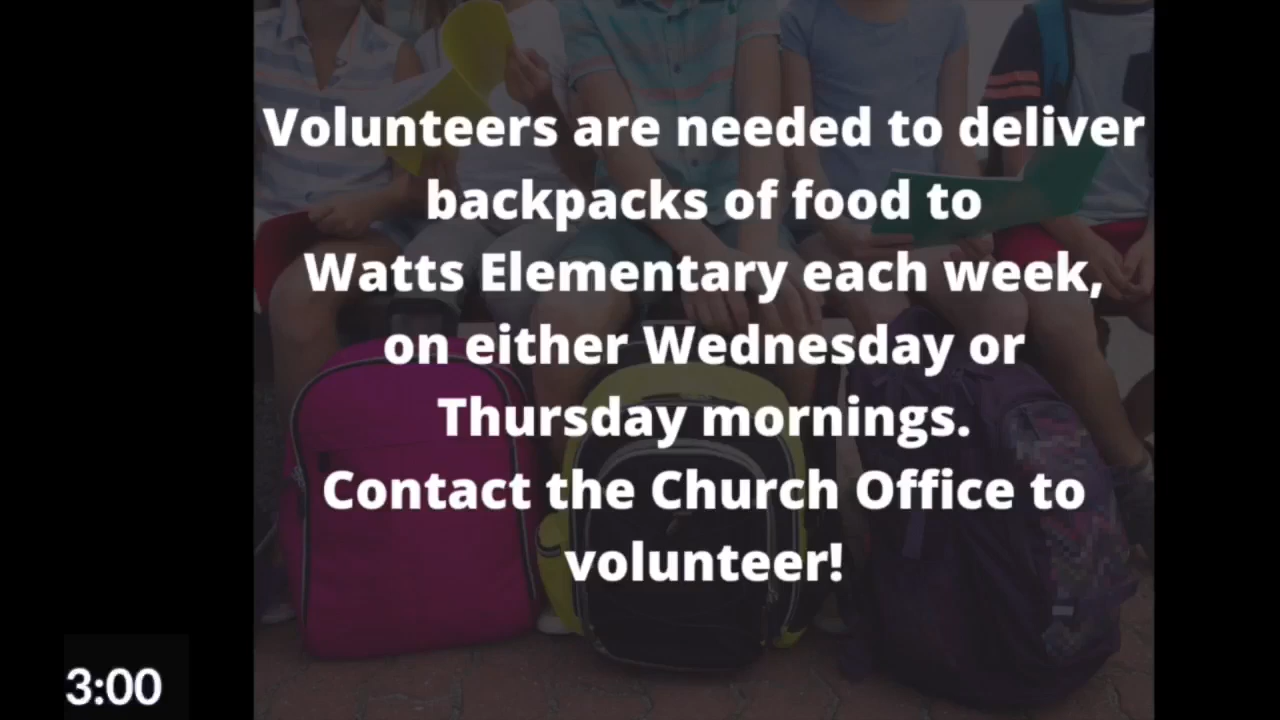 Volunteers are needed to deliver
backpacks of food to
Watts Elementary each week,
on either Wednesday or
Thursday mornings.
Contact the Church Office to
volunteer!
3:00